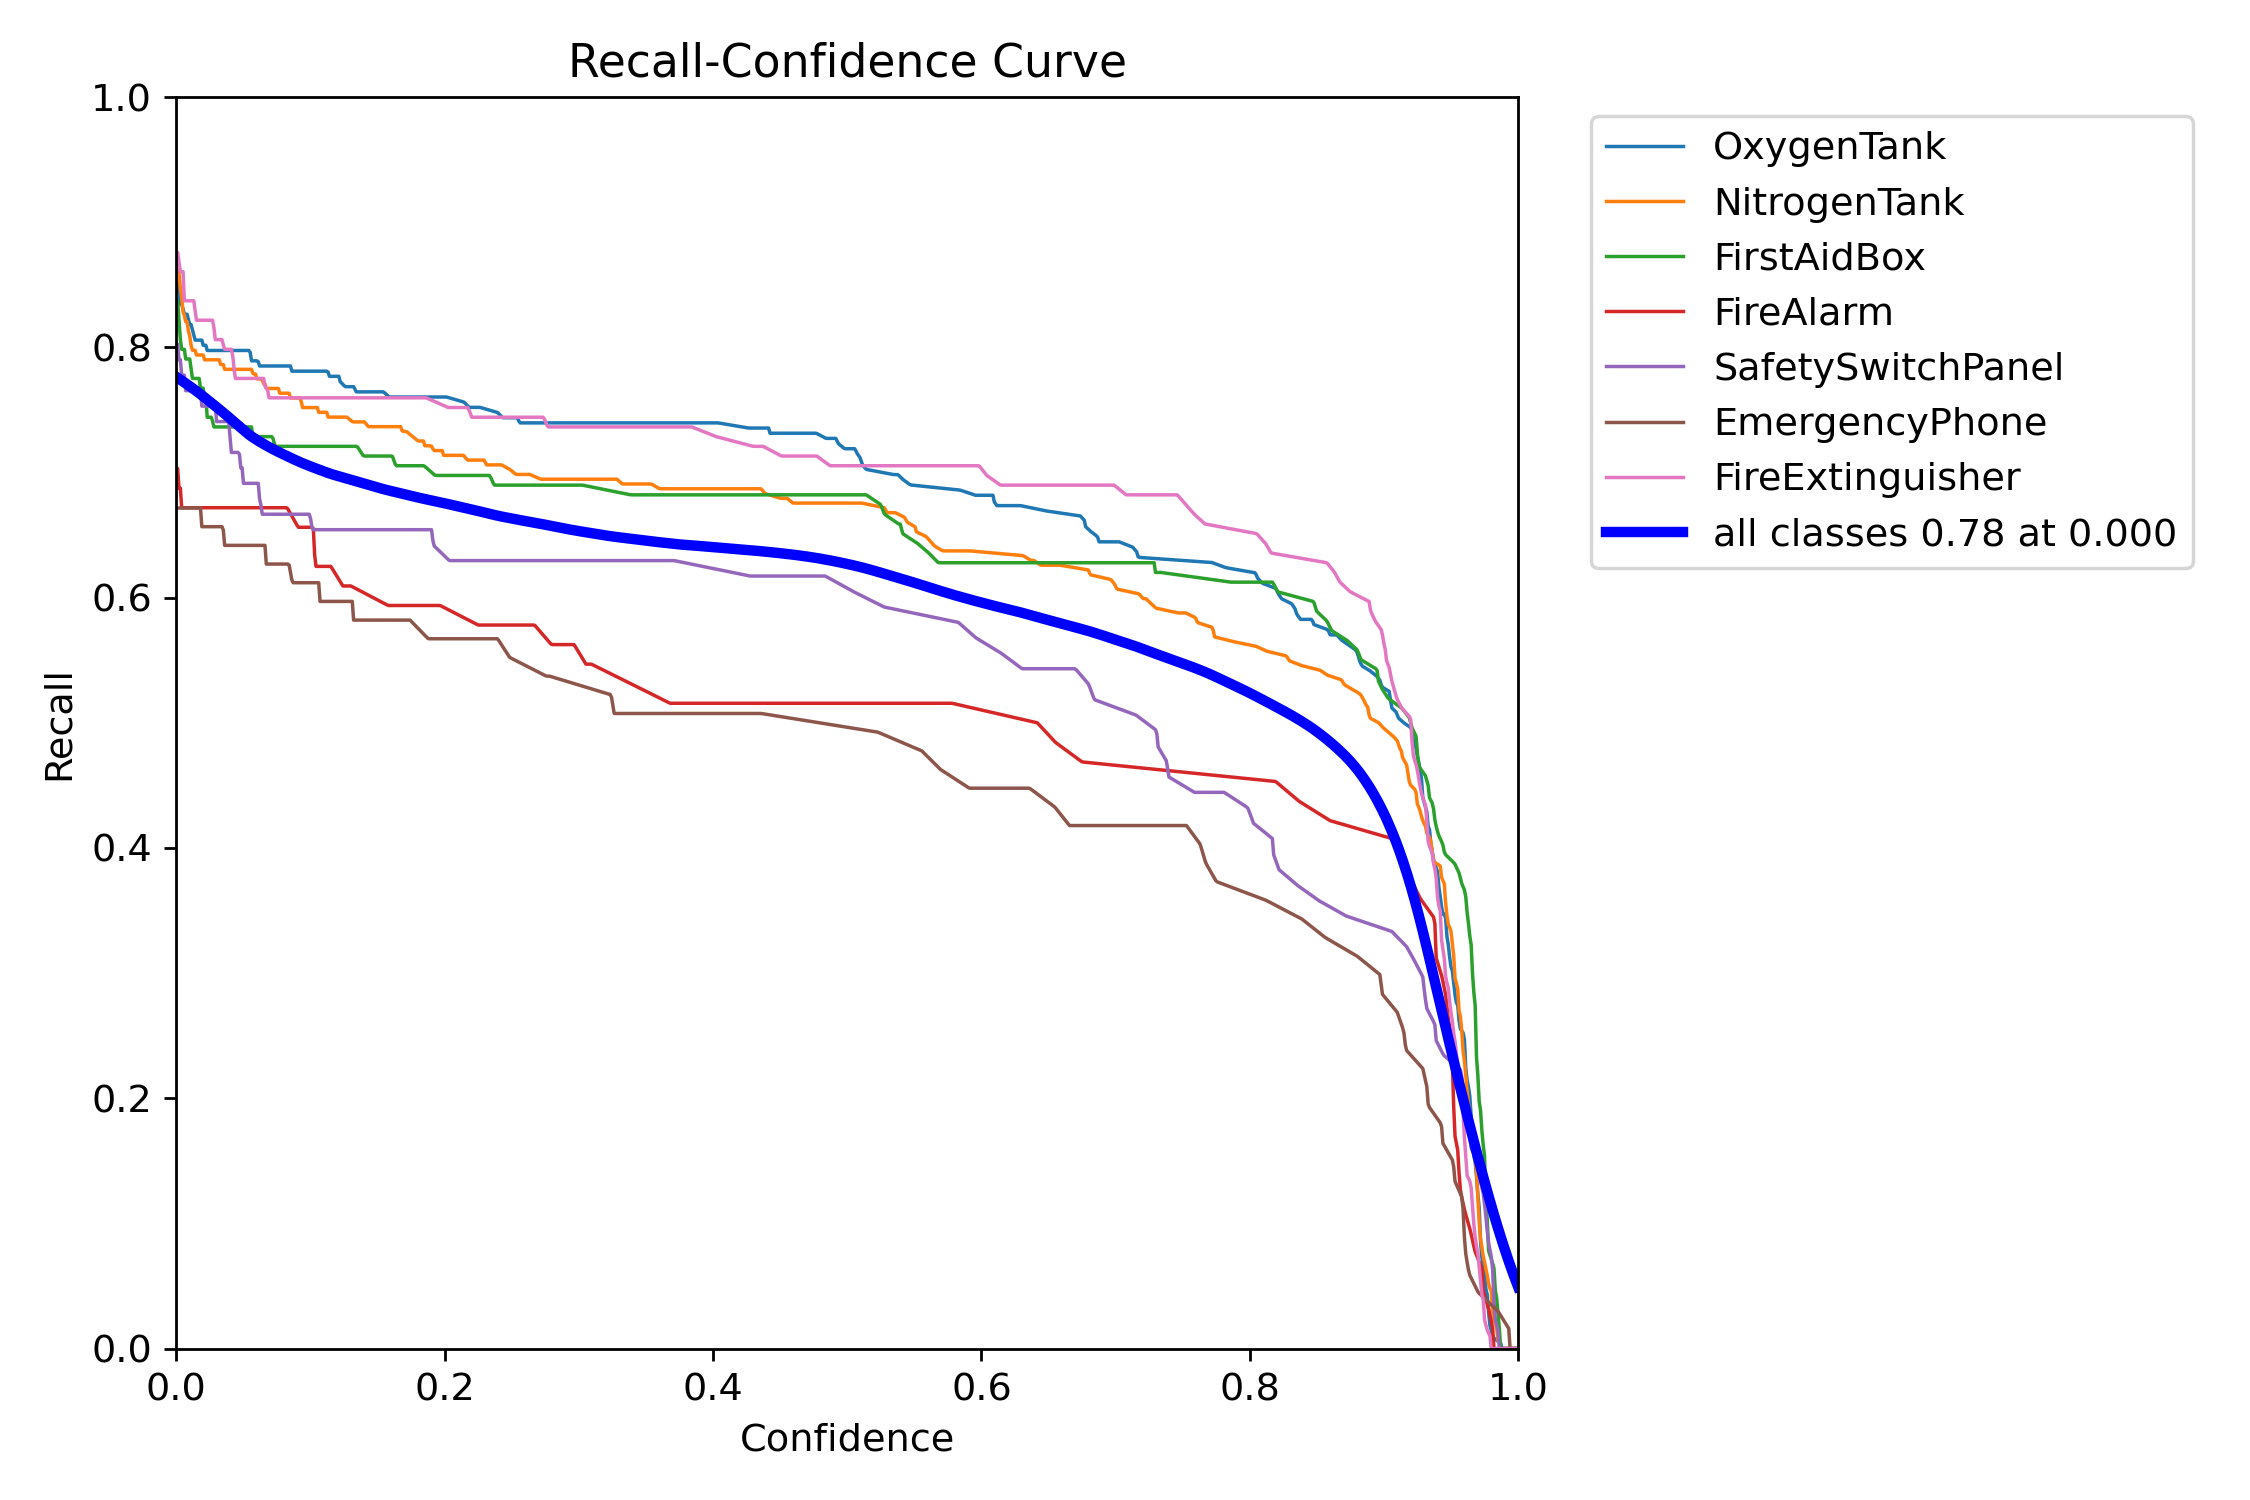 Recall-Confidence Curve
1.0
0.8
0.6
0.4
0.2
0.0
Recall
0.0 0.2 0.4 0.6 0.8 1.0
Confidence
OxygenTank
NitrogenTank
FirstAidBox
FireAlarm
SafetySwitchPanel
EmergencyPhone
FireExtinguisher
all classes 0.78 at 0.000